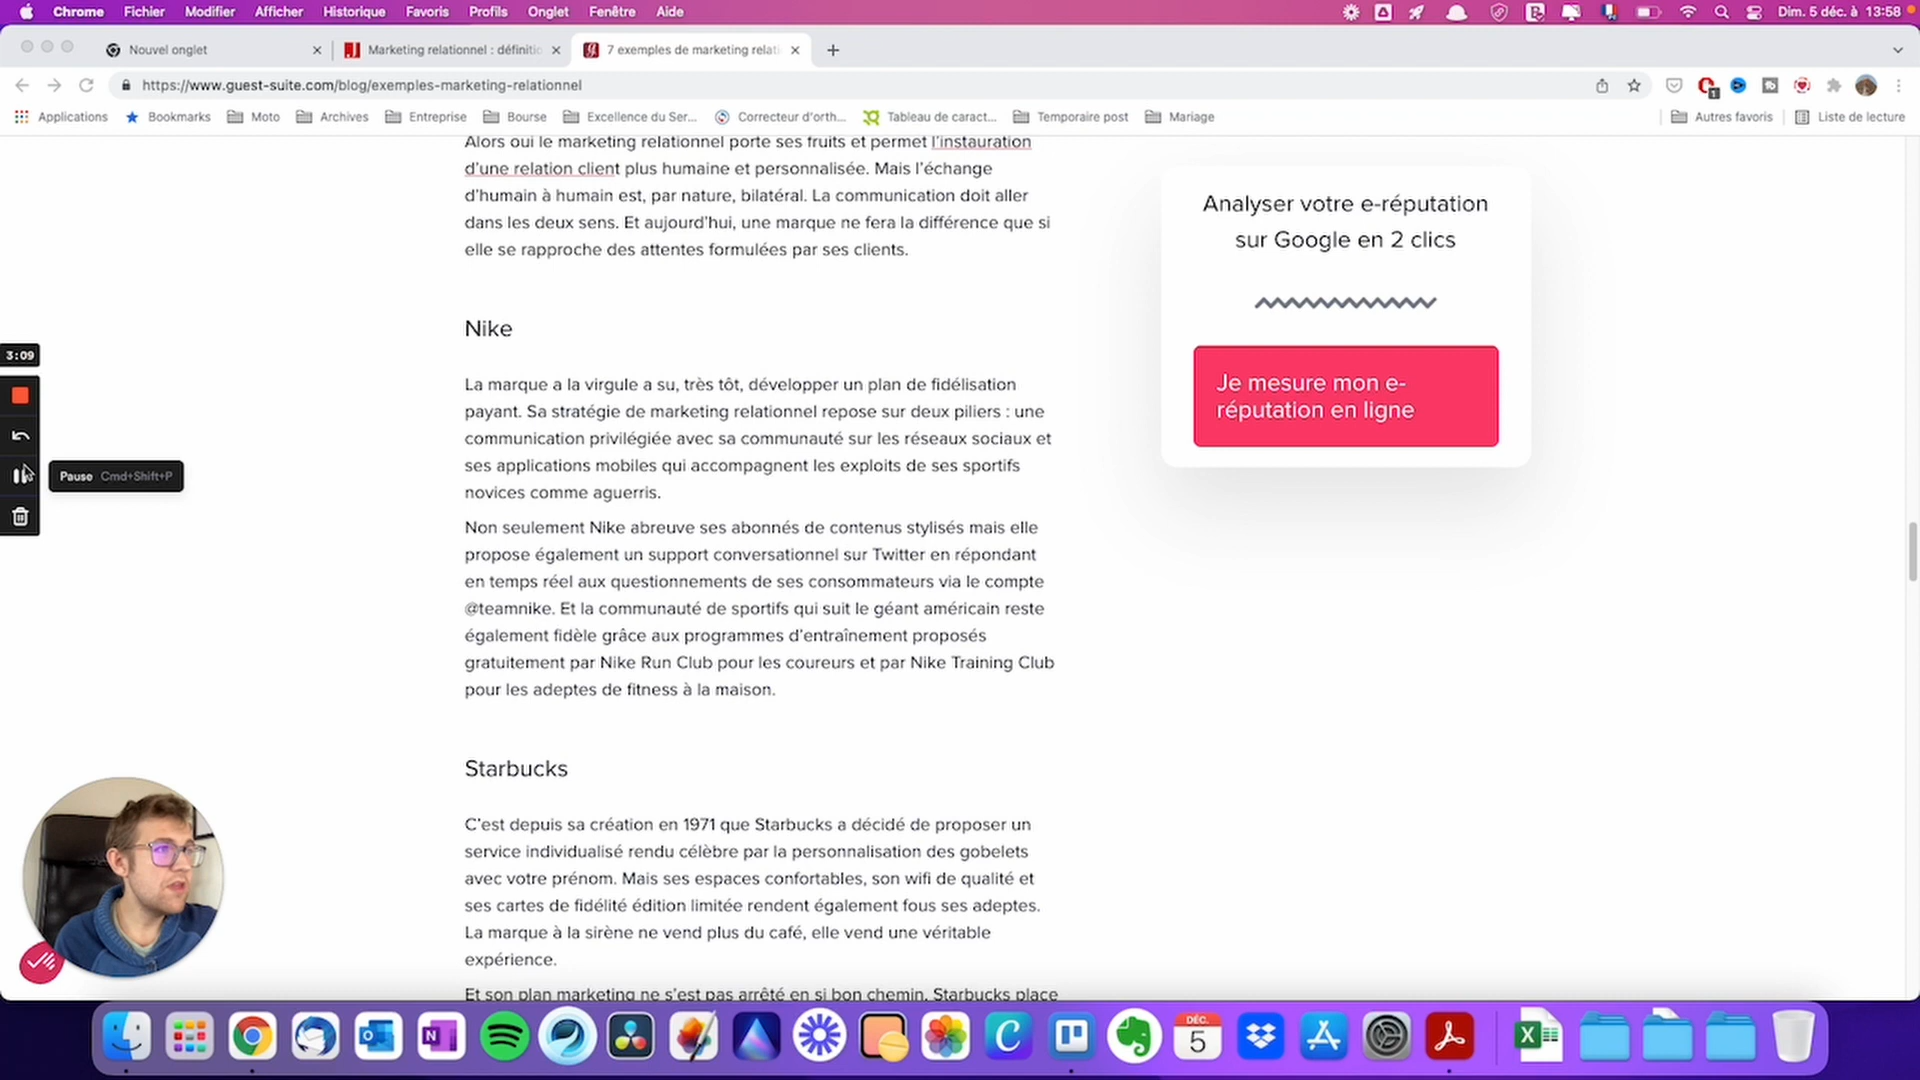 Chrome Fichier Modifier Afficher Historique Favoris Profils Onglet Fenêtre Aide Dim. 5 déc. à 13:58
Nouvel onglet Marketing relationnel : définitio 7 exemples de marketing relati
https://www.guest-suite.com/blog/exemples-marketing-relationnel
Applications Bookmarks Moto Archives Entreprise Bourse Excellence du Ser... Correcteur d'orth... Tableau de caract... Temporaire post Mariage Autres favoris Liste de lecture
Alors oui le marketing relationnel porte ses fruits et permet l'instauration
d'une relation client plus humaine et personnalisée. Mais l'échange
d'humain à humain est, par nature, bilatéral. La communication doit aller
dans les deux sens. Et aujourd'hui, une marque ne fera la différence que si
elle se rapproche des attentes formulées par ses clients.
Analyser votre e-réputation
sur Google en 2 clics
Je mesure mon e-
réputation en ligne
3:09
Pause Cmd+Shift+P
Nike
La marque a la virgule a su, très tôt, développer un plan de fidélisation
payant. Sa stratégie de marketing relationnel repose sur deux piliers : une
communication privilégiée avec sa communauté sur les réseaux sociaux et
ses applications mobiles qui accompagnent les exploits de ses sportifs
novices comme aguerris.
Non seulement Nike abreuve ses abonnés de contenus stylisés mais elle
propose également un support conversationnel sur Twitter en répondant
en temps réel aux questionnements de ses consommateurs via le compte
@teamnike. Et la communauté de sportifs qui suit le géant américain reste
également fidèle grâce aux programmes d'entraînement proposés
gratuitement par Nike Run Club pour les coureurs et par Nike Training Club
pour les adeptes de fitness à la maison.
Starbucks
C'est depuis sa création en 1971 que Starbucks a décidé de proposer un
service individualisé rendu célèbre par la personnalisation des gobelets
avec votre prénom. Mais ses espaces confortables, son wifi de qualité et
ses cartes de fidélité édition limitée rendent également fous ses adeptes.
La marque à la sirène ne vend plus du café, elle vend une véritable
expérience.
Et son plan marketing ne s'est pas arrêté en si bon chemin. Starbucks place
DÉC.
5